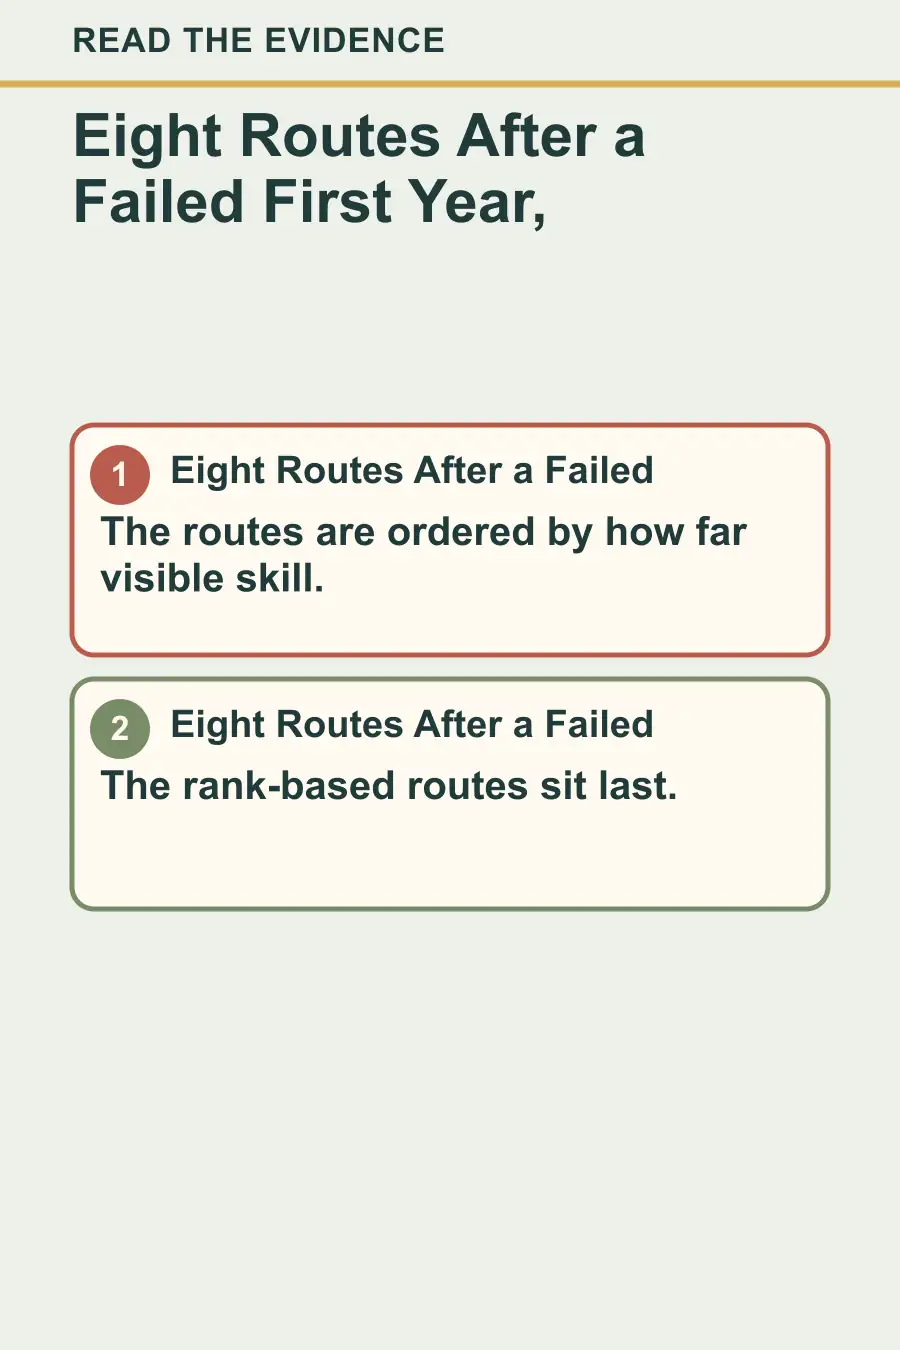 READ THE EVIDENCE
Eight Routes After a
Failed First Year,
1 Eight Routes After a Failed
The routes are ordered by how far
visible skill.
2 Eight Routes After a Failed
The rank-based routes sit last.